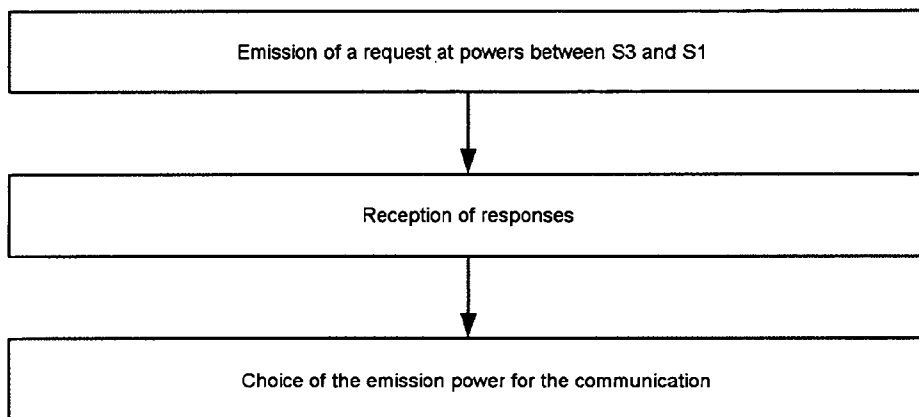 Emission of a request at powers between S3 and S1
Reception of responses
Choice of the emission power for the communication